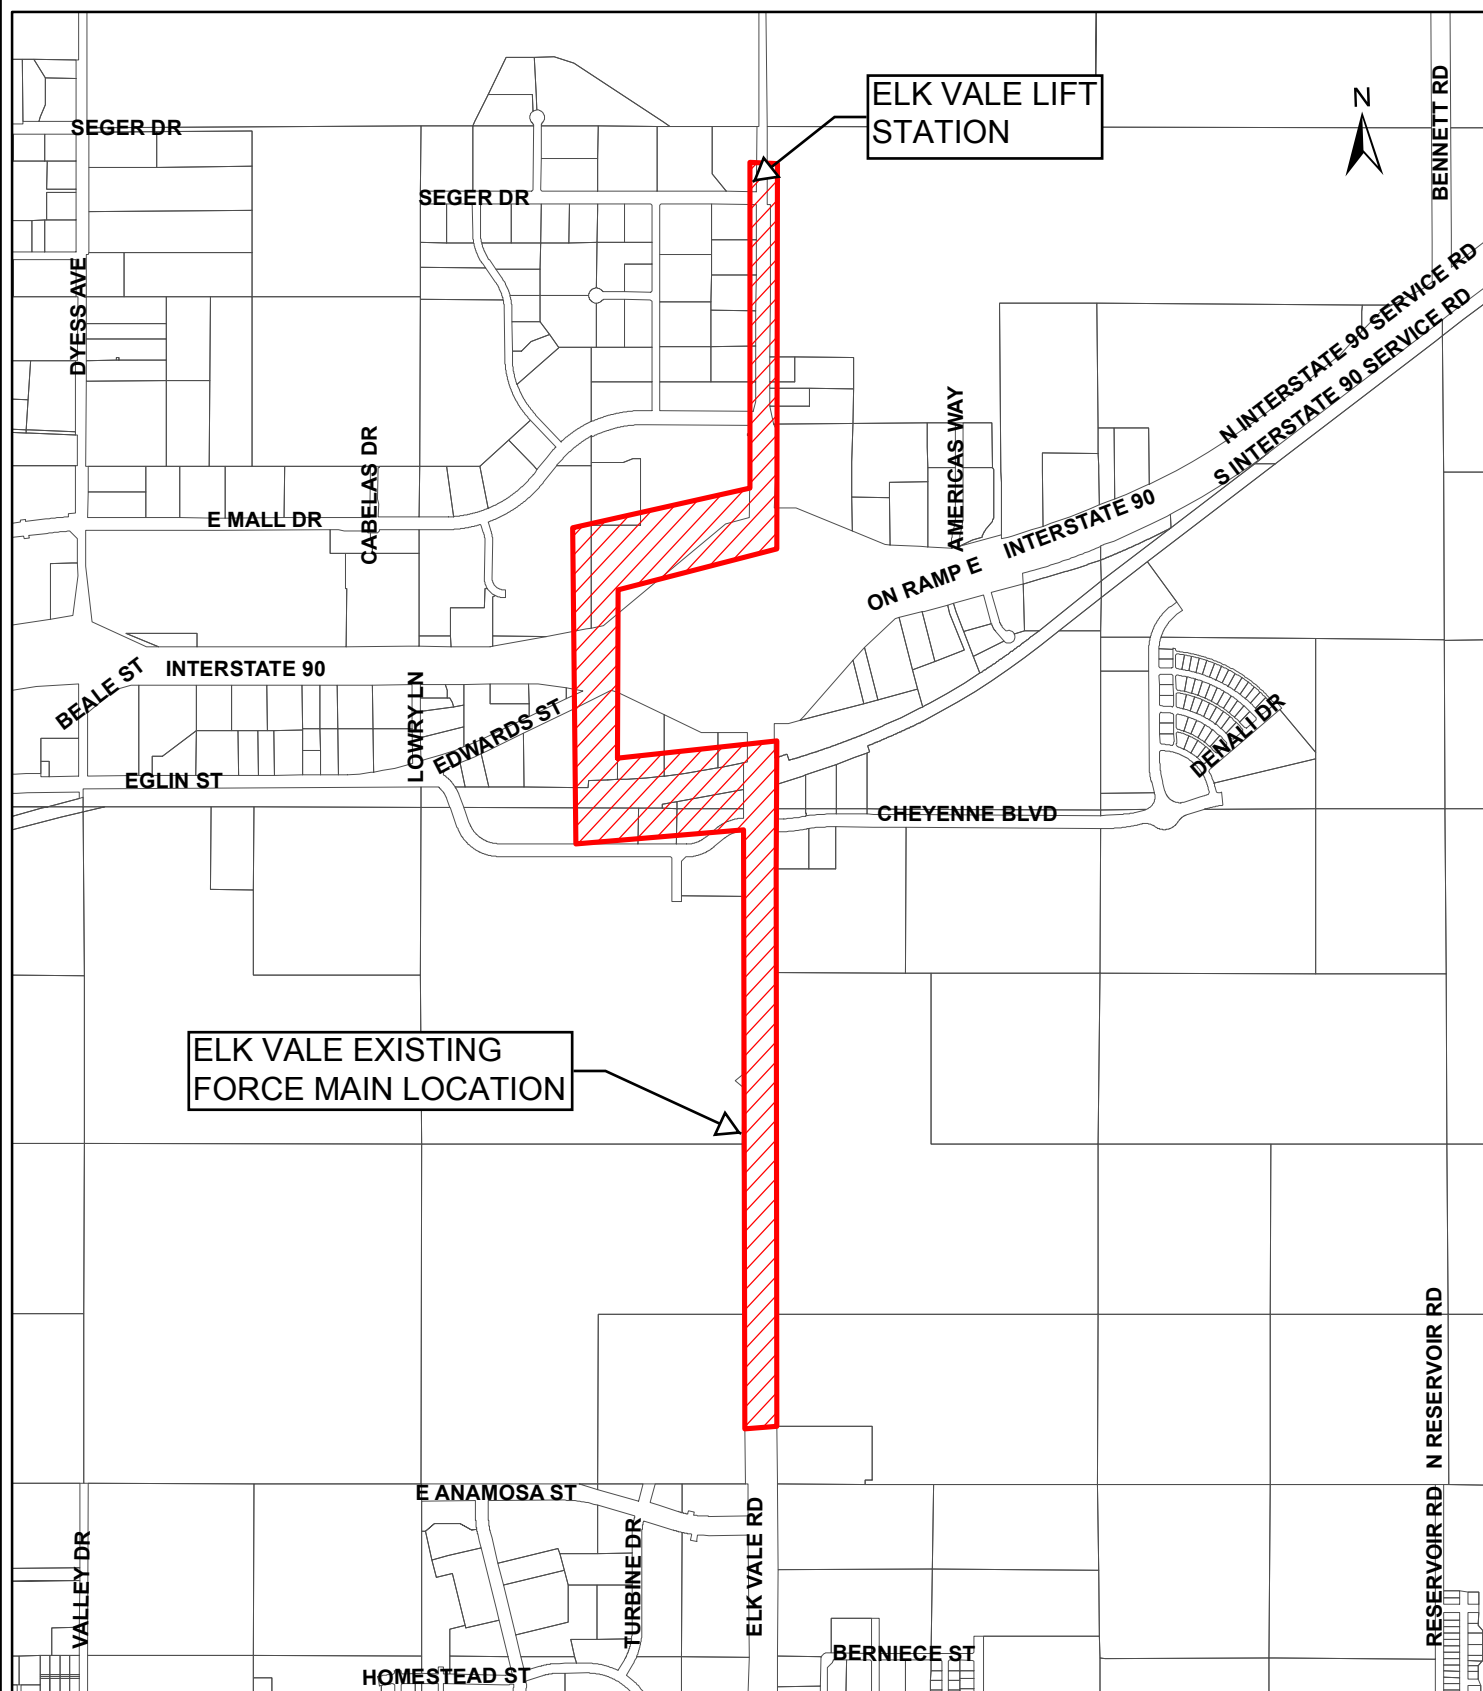 ELK VALE LIFT
STATION
N
BENNETT RD
SEGER DR
SEGER DR
DYESS AVE
N INTERSTATE 90 SERVICE RD
S INTERSTATE 90 SERVICE RD
AMERICAS WAY
CABELAS DR
E MALL DR
INTERSTATE 90
ON RAMP E
BEALE ST
INTERSTATE 90
LOWRY LN
EDWARDS ST
DENALI DR
EGLIN ST
CHEYENNE BLVD
ELK VALE EXISTING
FORCE MAIN LOCATION
N RESERVOIR RD
E ANAMOSA ST
VALLEY DR
TURBINE DR
ELK VALE RD
RESERVOIR RD
BERNIECE ST
HOMESTEAD ST